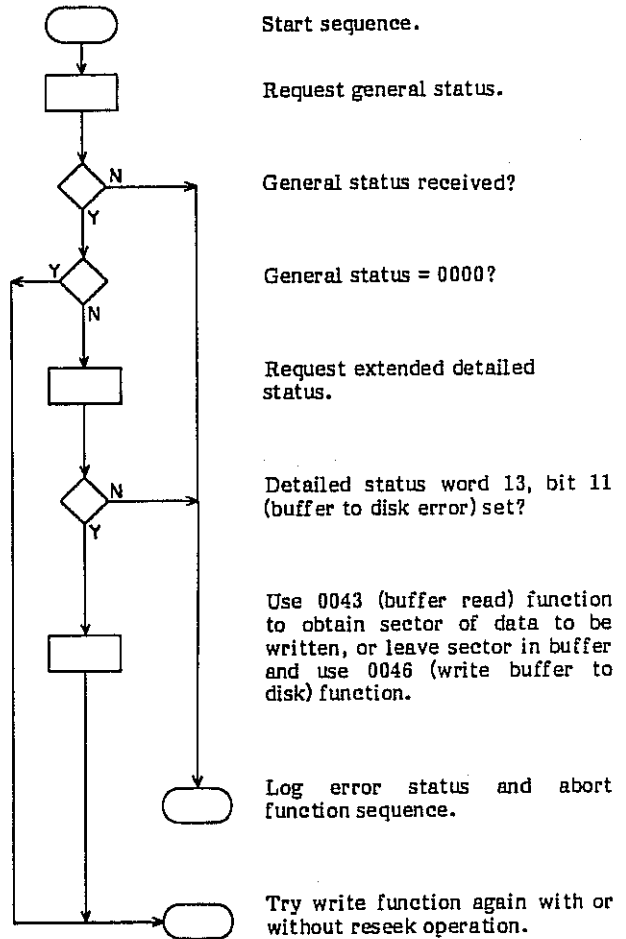 Start sequence.
Request general status.
N
General status received?
Y
Y
General status = 0000?
N
Request extended detailed
status.
N
Detailed status word 13, bit 11
(buffer to disk error) set?
Y
Use 0043 (buffer read) function
to obtain sector of data to be
written, or leave sector in buffer
and use 0046 (write buffer to
disk) function.
Log error status and abort
function sequence.
Try write function again with or
without reseek operation.